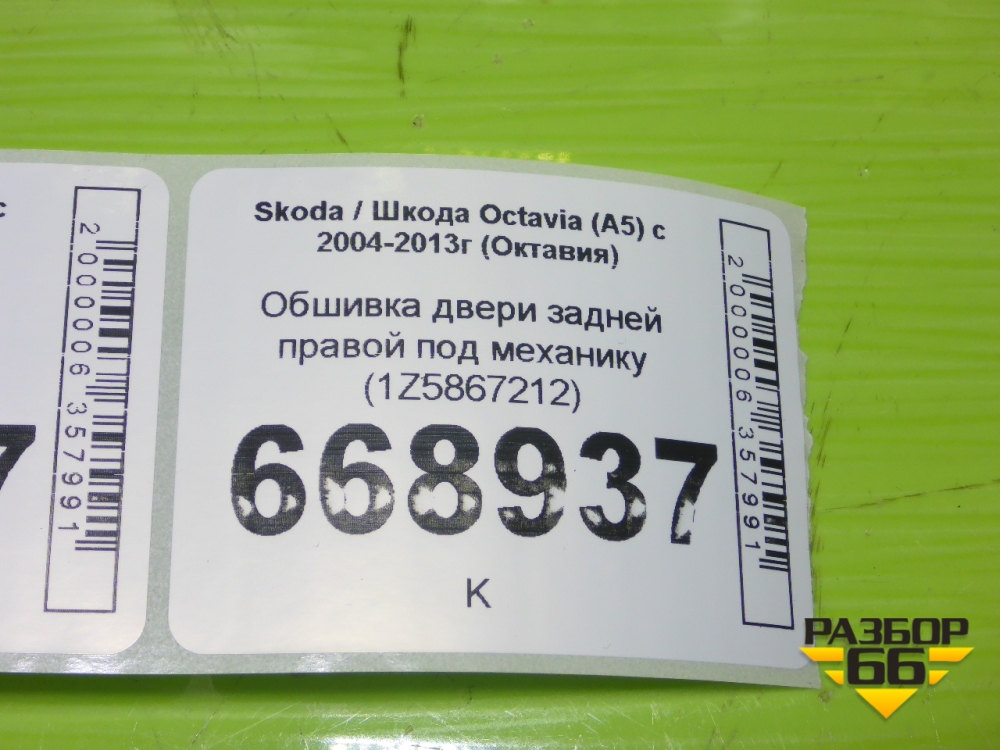 с
2000006357991
7
Skoda / Шкода Octavia (A5) с
2004-2013г (Октавия)
Обшивка двери задней
правой под механику
(1Z5867212)
668937
К
2000006357991
РАЗБОР
66